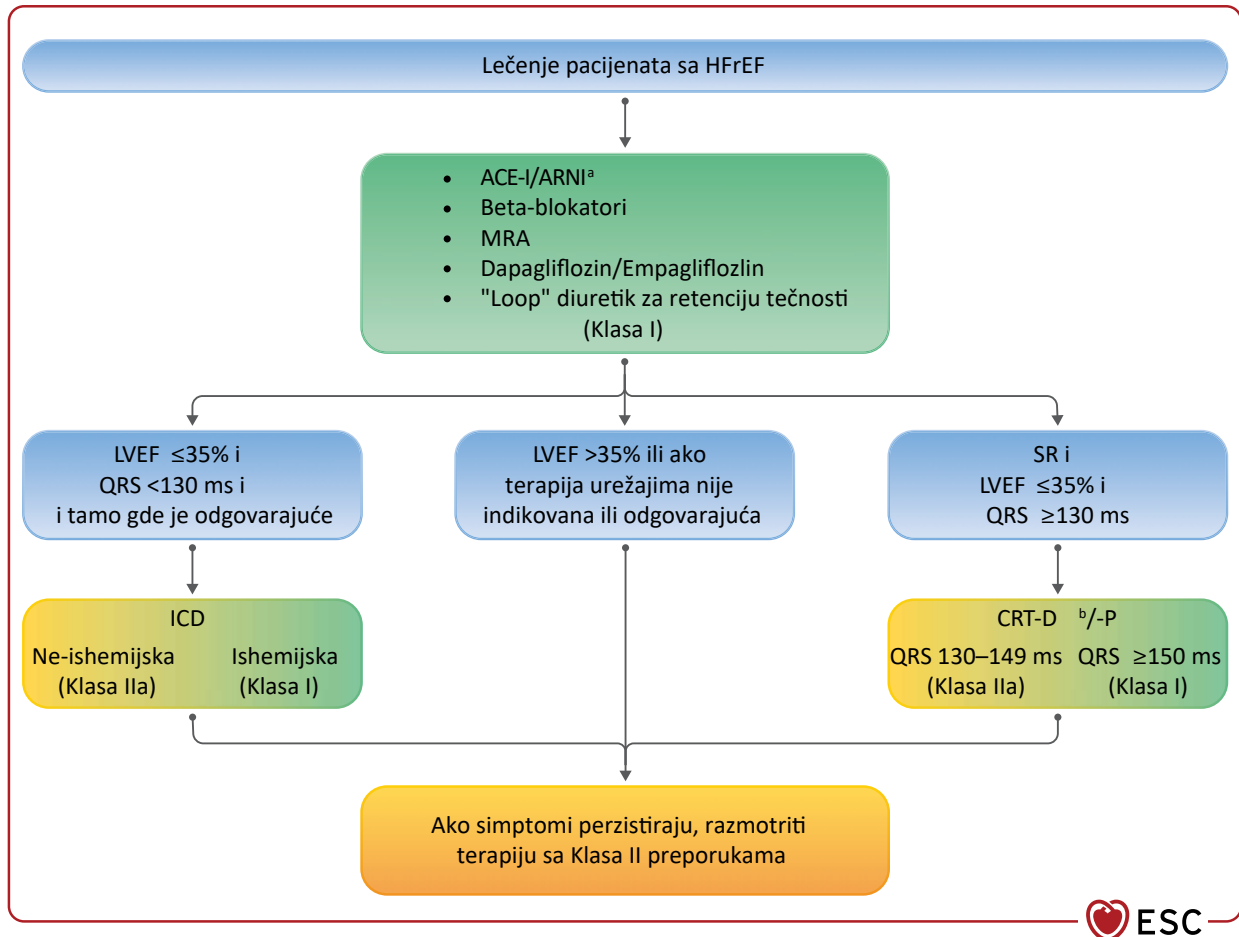 Lečenje pacijenata sa HFrEF
• ACE-I/ARNIᵃ
• Beta-blokatori
• MRA
• Dapagliflozin/Empagliflozlin
• "Loop" diuretik za retenciju tečnosti
(Klasa I)
LVEF ≤35% i
QRS <130 ms i
i tamo gde je odgovarajuće
LVEF >35% ili ako
terapija urežajima nije
indikovana ili odgovarajuća
SR i
LVEF ≤35% i
QRS ≥130 ms
ICD
Ne-ishemijska
(Klasa IIa)
Ishemijska
(Klasa I)
CRT-D ᵇ/-P
QRS 130–149 ms
(Klasa IIa)
QRS ≥150 ms
(Klasa I)
Ako simptomi perzistiraju, razmotriti
terapiju sa Klasa II preporukama
ESC